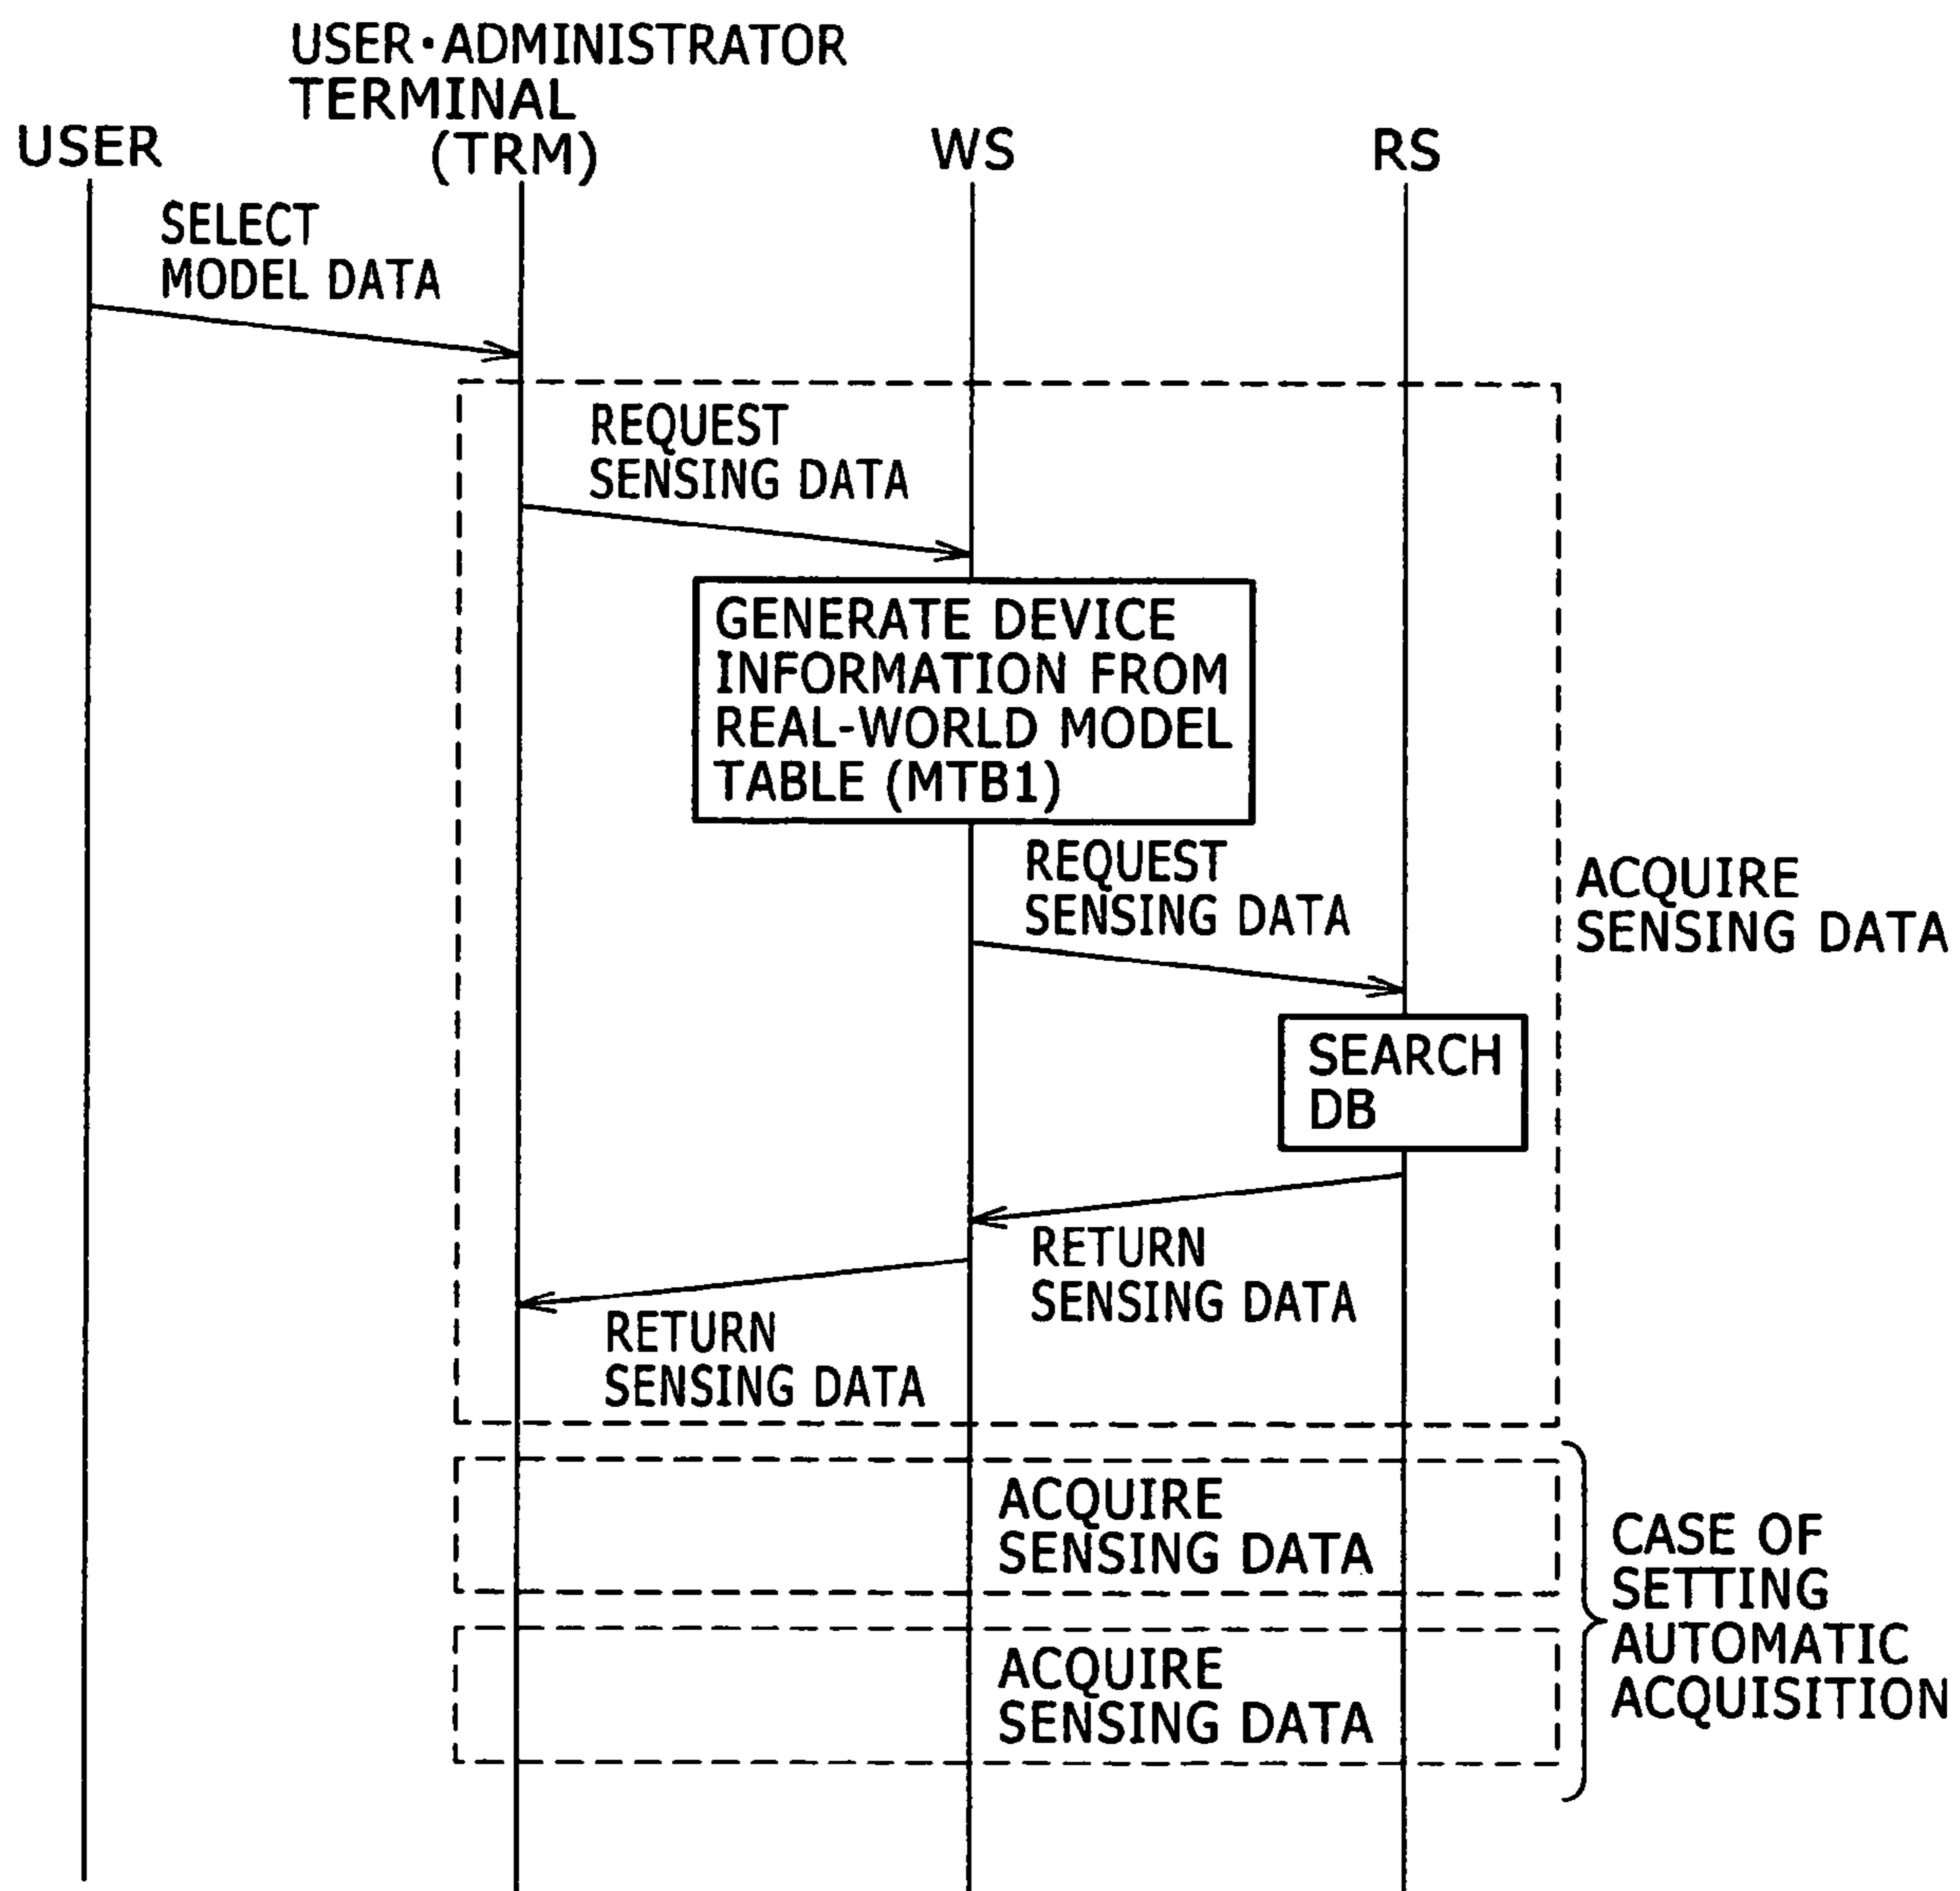 USER·ADMINISTRATOR
TERMINAL
(TRM)
USER
WS
RS
SELECT
MODEL DATA
REQUEST
SENSING DATA
GENERATE DEVICE
INFORMATION FROM
REAL-WORLD MODEL
TABLE (MTB1)
REQUEST
SENSING DATA
ACQUIRE
SENSING DATA
SEARCH
DB
RETURN
SENSING DATA
RETURN
SENSING DATA
ACQUIRE
SENSING DATA
ACQUIRE
SENSING DATA
CASE OF
SETTING
AUTOMATIC
ACQUISITION